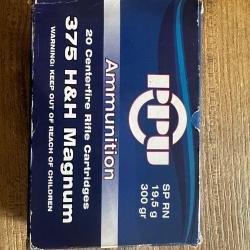 PPU
Ammunition
20 Centerfire Rifle Cartridges
375 H&H Magnum
WARNING: KEEP OUT OF REACH OF CHILDREN
SP RN
19,5 g
300 gr